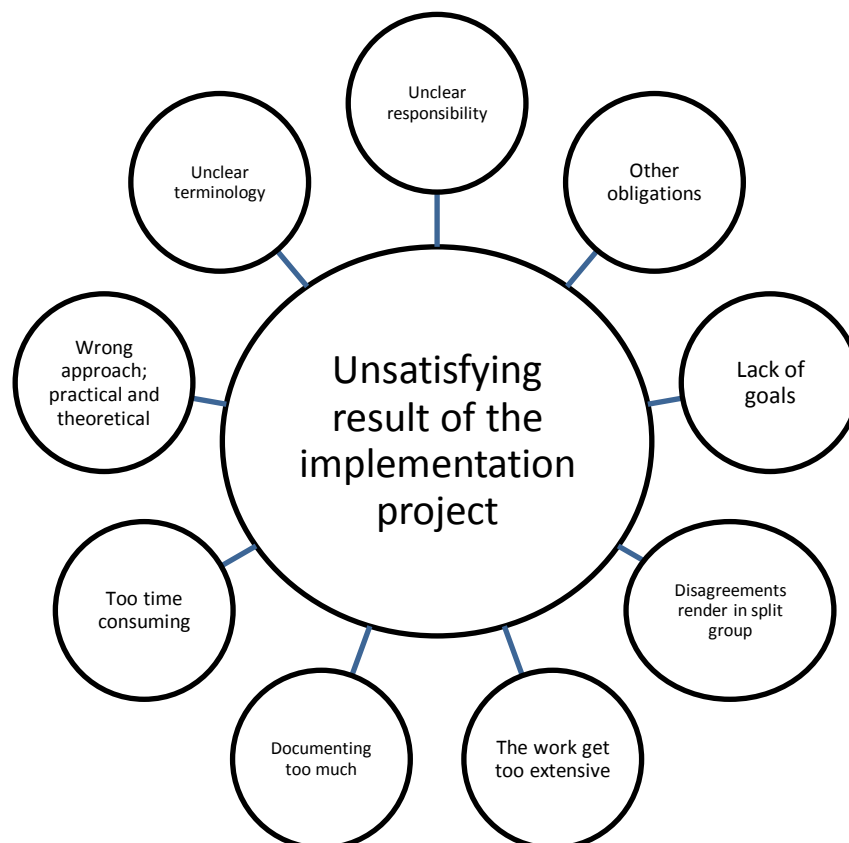 Unclear
responsibility
Other
obligations
Lack of
goals
Disagreements
render in split
group
The work get
too extensive
Documenting
too much
Too time
consuming
Wrong
approach;
practical and
theoretical
Unclear
terminology
Unsatisfying
result of the
implementation
project